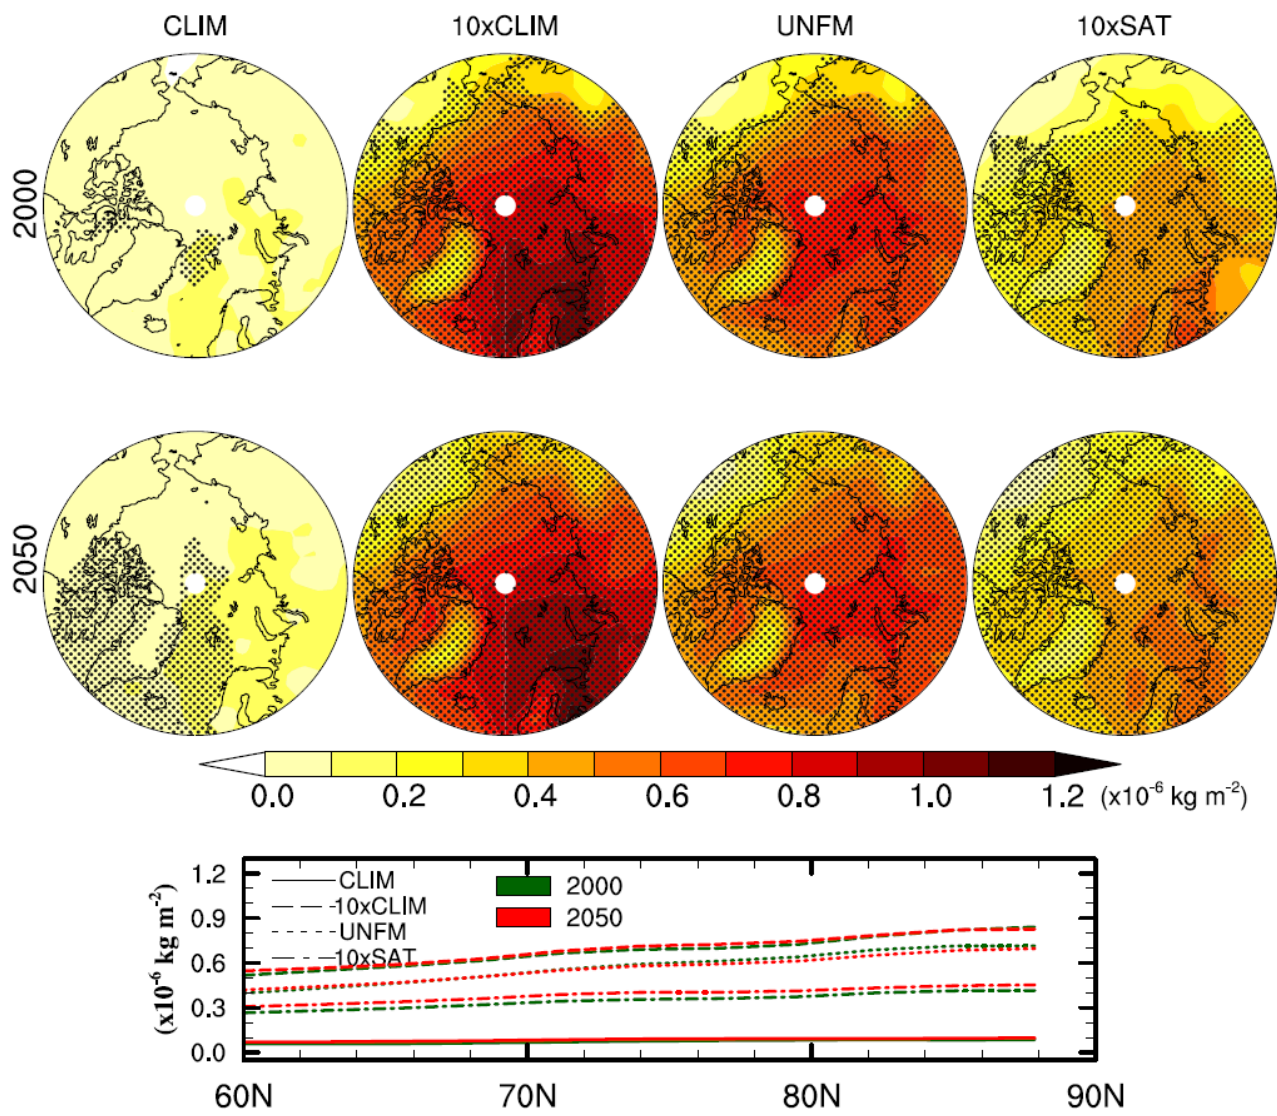 CLIM 10xCLIM UNFM 10xSAT
2000
2050
0.0 0.2 0.4 0.6 0.8 1.0 1.2 (x10⁻⁶ kg m⁻²)
(x10⁻⁶ kg m⁻²)
1.2
0.9
0.6
0.3
0.0
CLIM
10xCLIM
UNFM
10xSAT
2000
2050
60N 70N 80N 90N